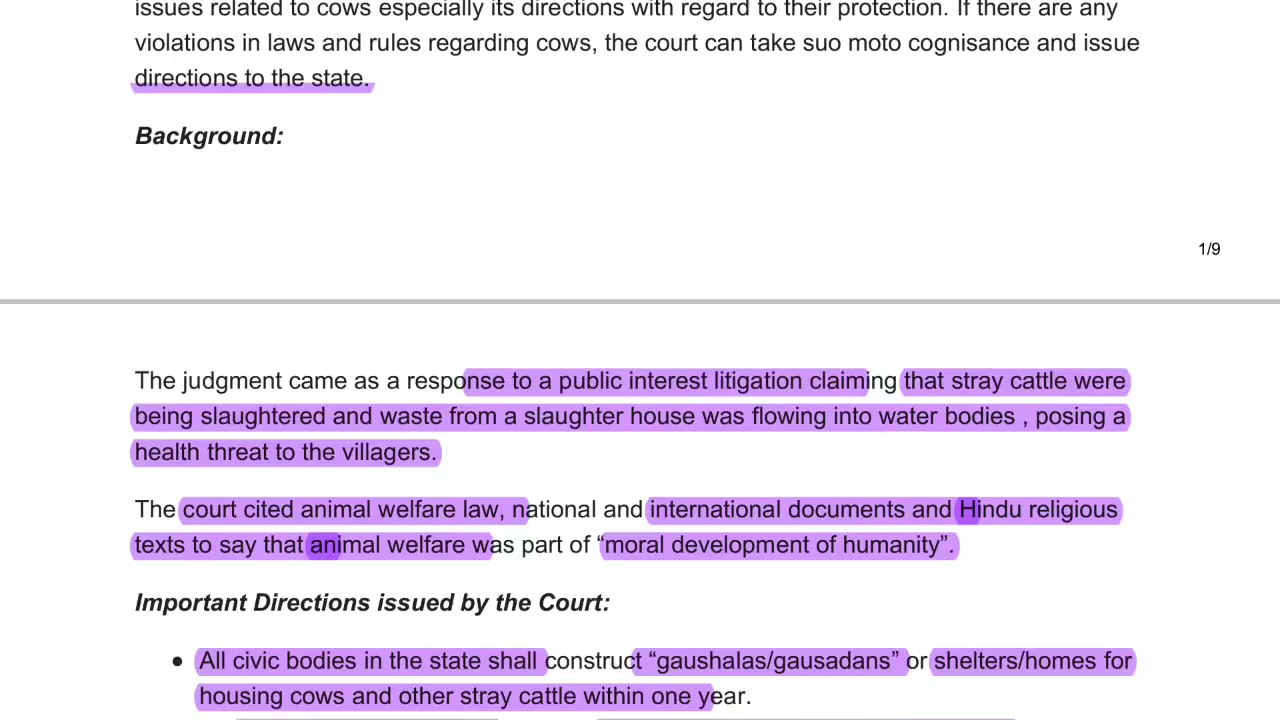 issues related to cows especially its directions with regard to their protection. If there are any
violations in laws and rules regarding cows, the court can take suo moto cognisance and issue
directions to the state.
Background:
1/9
The judgment came as a response to a public interest litigation claiming that stray cattle were
being slaughtered and waste from a slaughter house was flowing into water bodies , posing a
health threat to the villagers.
The court cited animal welfare law, national and international documents and Hindu religious
texts to say that animal welfare was part of “moral development of humanity”.
Important Directions issued by the Court:
• All civic bodies in the state shall construct “gaushalas/gausadans” or shelters/homes for
housing cows and other stray cattle within one year.